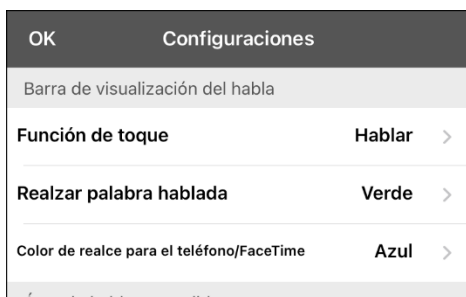 OK Configuraciones
Barra de visualización del habla
Función de toque Hablar
Realzar palabra hablada Verde
Color de realce para el teléfono/FaceTime Azul